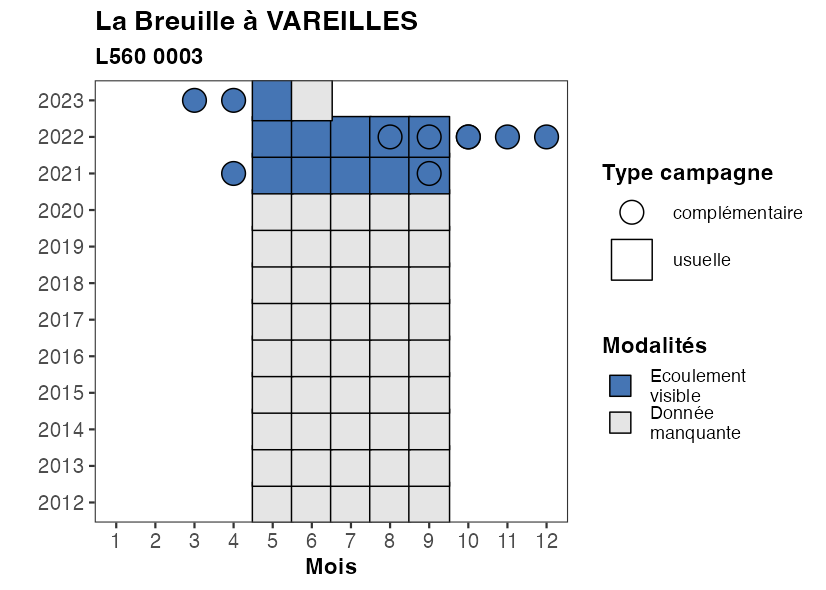 La Breuille à VAREILLES
L560 0003
2023
2022
2021
2020
2019
2018
2017
2016
2015
2014
2013
2012
1 2 3 4 5 6 7 8 9 10 11 12
Mois
Type campagne
complémentaire
usuelle
Modalités
Ecoulement
visible
Donnée
manquante